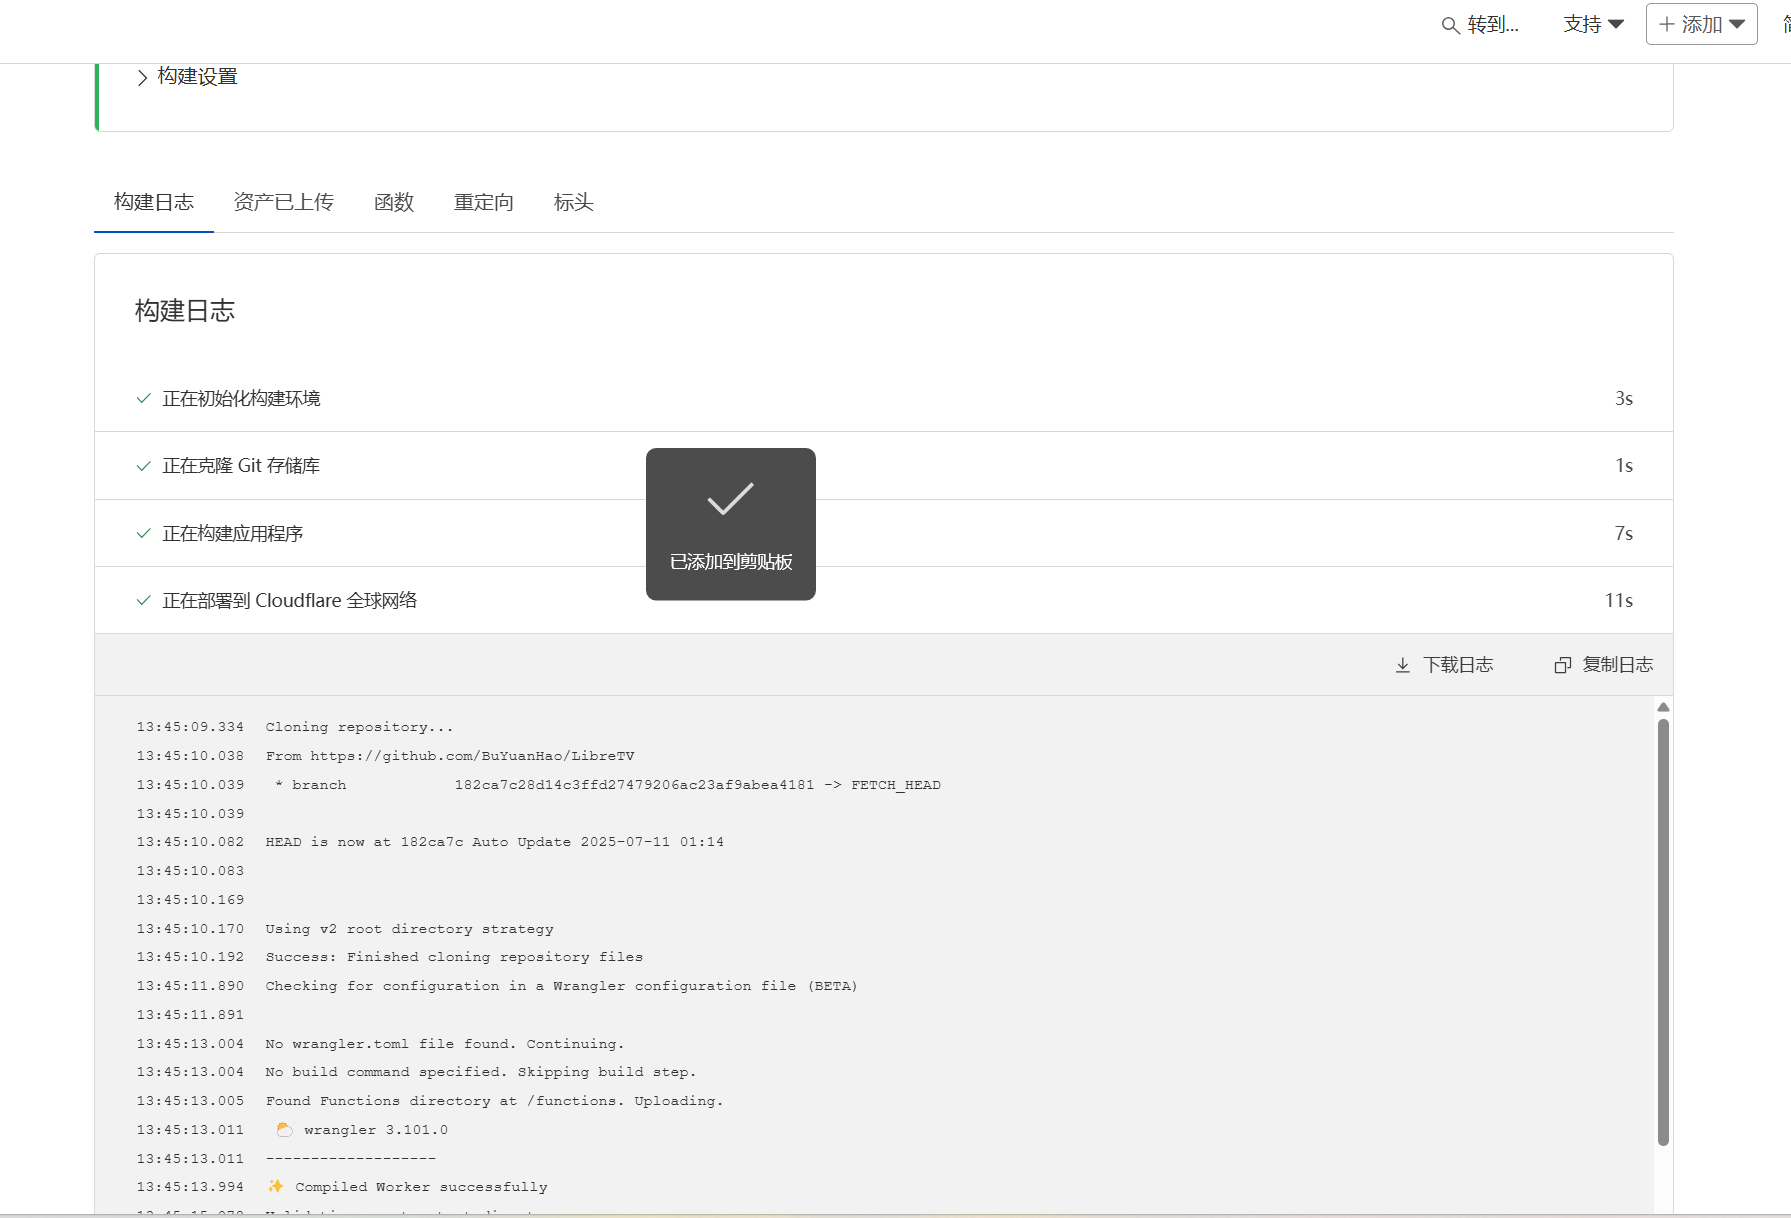 转到...
支持
添加
构建设置
构建日志
资产已上传
函数
重定向
标头
构建日志
正在初始化构建环境 3s
正在克隆 Git 存储库 1s
正在构建应用程序 7s
已添加到剪贴板
正在部署到 Cloudflare 全球网络 11s
下载日志
复制日志
13:45:09.334 Cloning repository...
13:45:10.038 From https://github.com/BuYuanHao/LibreTV
13:45:10.039 * branch 182ca7c28d14c3ffd27479206ac23af9abea4181 -> FETCH_HEAD
13:45:10.039
13:45:10.082 HEAD is now at 182ca7c Auto Update 2025-07-11 01:14
13:45:10.083
13:45:10.169
13:45:10.170 Using v2 root directory strategy
13:45:10.192 Success: Finished cloning repository files
13:45:11.890 Checking for configuration in a Wrangler configuration file (BETA)
13:45:11.891
13:45:13.004 No wrangler.toml file found. Continuing.
13:45:13.004 No build command specified. Skipping build step.
13:45:13.005 Found Functions directory at /functions. Uploading.
13:45:13.011 ⛅ wrangler 3.101.0
13:45:13.011 -------------------
13:45:13.994 ✨ Compiled Worker successfully